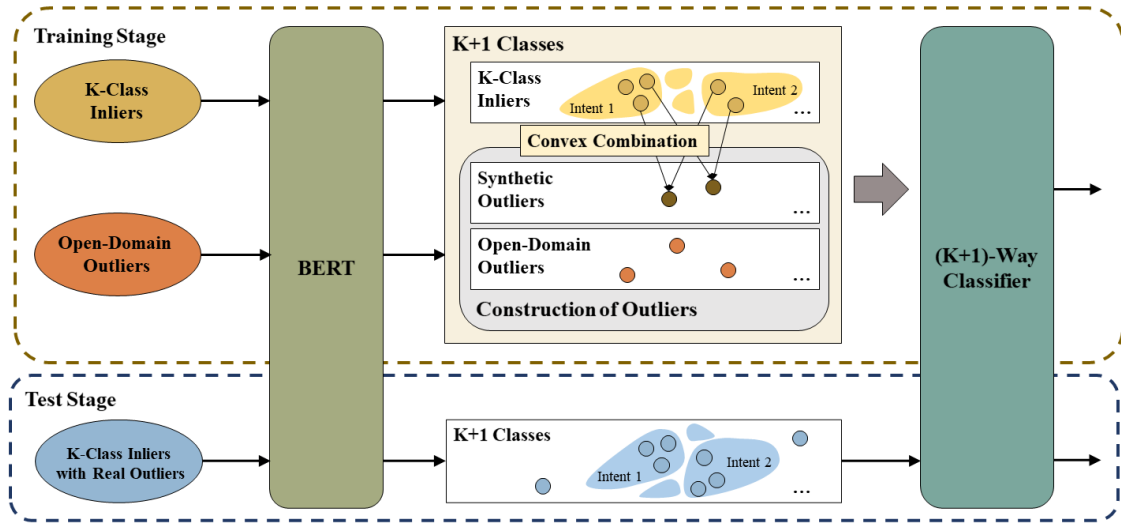 Training Stage
K-Class
Inliers
Open-Domain
Outliers
BERT
K+1 Classes
K-Class
Inliers
Intent 1
Intent 2
...
Convex Combination
Synthetic
Outliers
...
Open-Domain
Outliers
...
Construction of Outliers
(K+1)-Way
Classifier
Test Stage
K-Class Inliers
with Real Outliers
K+1 Classes
Intent 1
Intent 2
...